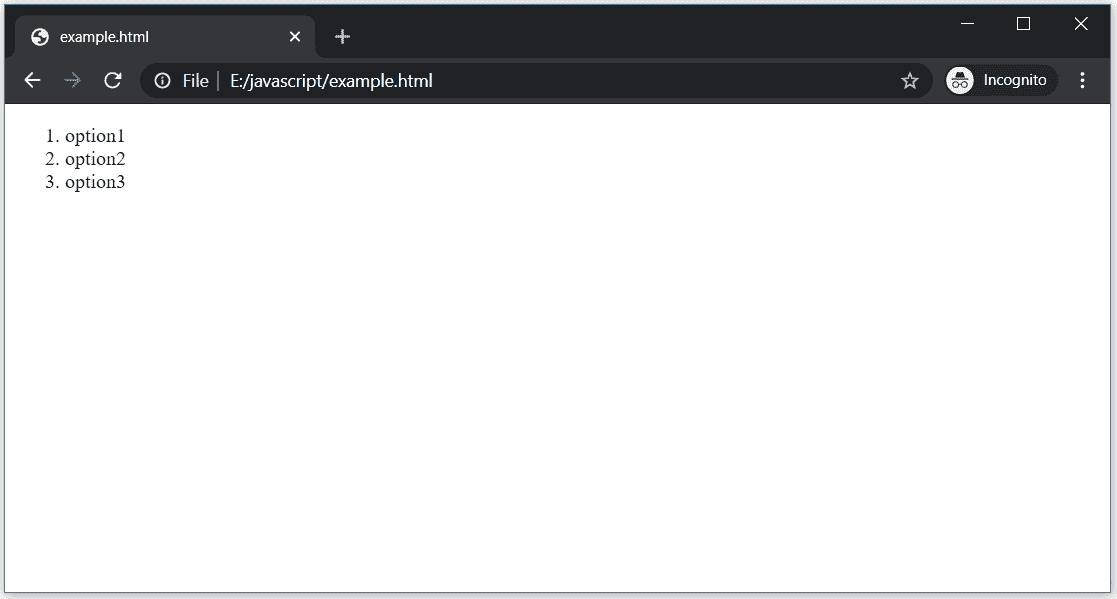 example.html
File E:/javascript/example.html Incognito
1. option1
2. option2
3. option3